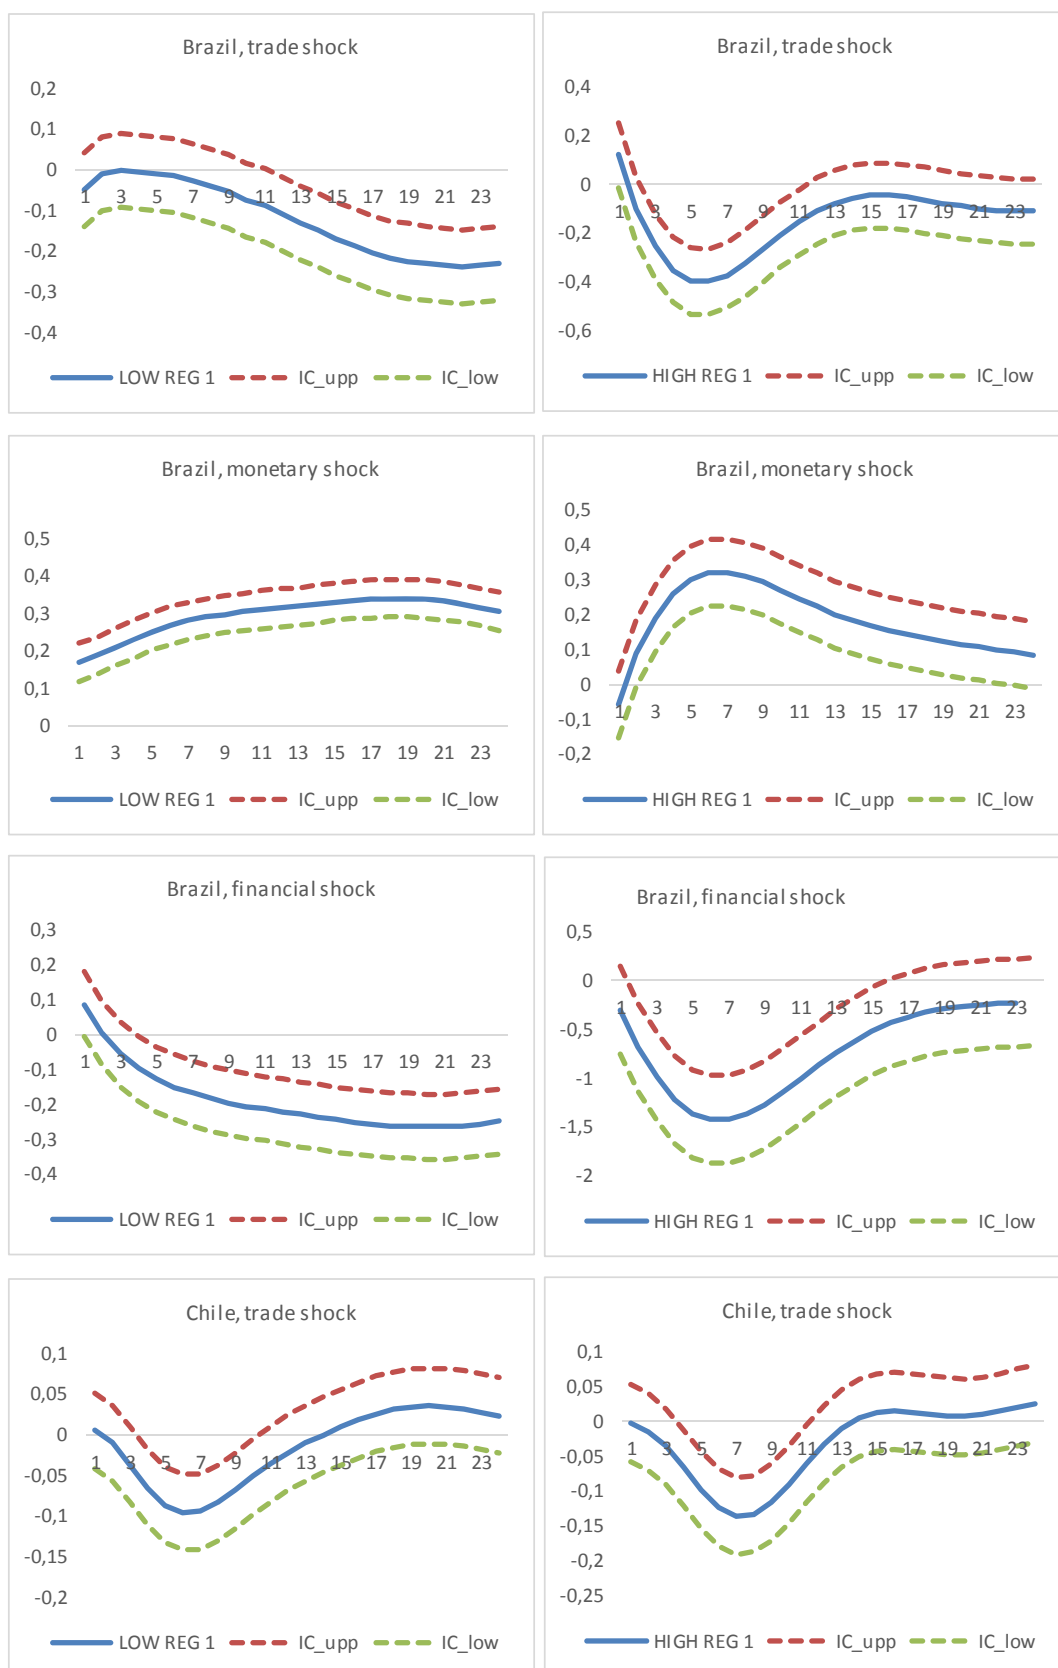 Brazil, trade shock
0,2
0,1
0
-0,1
-0,2
-0,3
-0,4
1 3 5 7 9 11 13 15 17 19 21 23
LOW REG 1 IC_upp IC_low
Brazil, trade shock
0,4
0,2
0
-0,2
-0,4
-0,6
1 3 5 7 9 11 13 15 17 19 21 23
HIGH REG 1 IC_upp IC_low
Brazil, monetary shock
0,5
0,4
0,3
0,2
0,1
0
1 3 5 7 9 11 13 15 17 19 21 23
LOW REG 1 IC_upp IC_low
Brazil, monetary shock
0,5
0,4
0,3
0,2
0,1
0
-0,1
-0,2
1 3 5 7 9 11 13 15 17 19 21 23
HIGH REG 1 IC_upp IC_low
Brazil, financial shock
0,3
0,2
0,1
0
-0,1
-0,2
-0,3
-0,4
1 3 5 7 9 11 13 15 17 19 21 23
LOW REG 1 IC_upp IC_low
Brazil, financial shock
0,5
0
-0,5
-1
-1,5
-2
1 3 5 7 9 11 13 15 17 19 21 23
HIGH REG 1 IC_upp IC_low
Chile, trade shock
0,1
0,05
0
-0,05
-0,1
-0,15
-0,2
1 3 5 7 9 11 13 15 17 19 21 23
LOW REG 1 IC_upp IC_low
Chile, trade shock
0,1
0,05
0
-0,05
-0,1
-0,15
-0,2
-0,25
1 3 5 7 9 11 13 15 17 19 21 23
HIGH REG 1 IC_upp IC_low